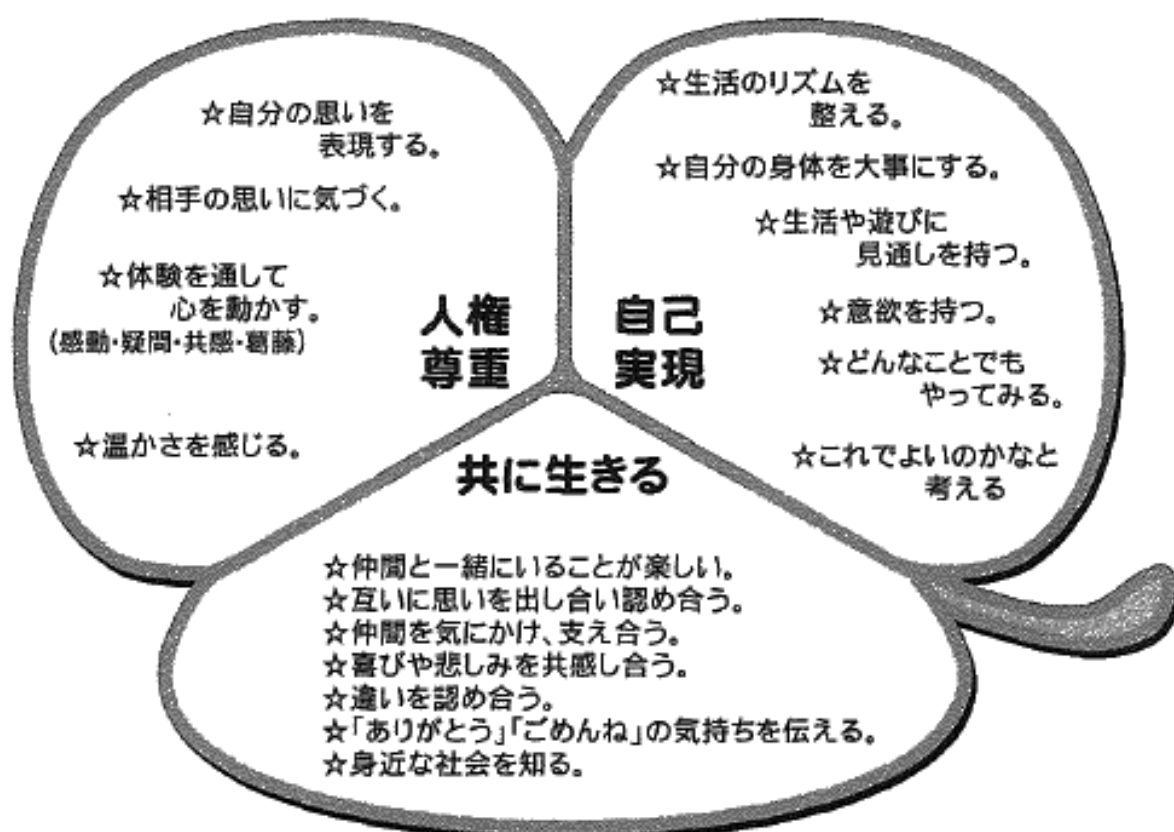 ☆自分の思いを
表現する。
☆相手の思いに気づく。
☆体験を通して
心を動かす。
(感動・疑問・共感・葛藤)
☆温かさを感じる。
人権
尊重
☆生活のリズムを
整える。
☆自分の身体を大事にする。
☆生活や遊びに
見通しを持つ。
☆意欲を持つ。
☆どんなことでも
やってみる。
☆これでよいのかなと
考える
自己
実現
共に生きる
☆仲間と一緒にいることが楽しい。
☆互いに思いを出し合い認め合う。
☆仲間を気にかけ、支え合う。
☆喜びや悲しみを共感し合う。
☆違いを認め合う。
☆「ありがとう」「ごめんね」の気持ちを伝える。
☆身近な社会を知る。